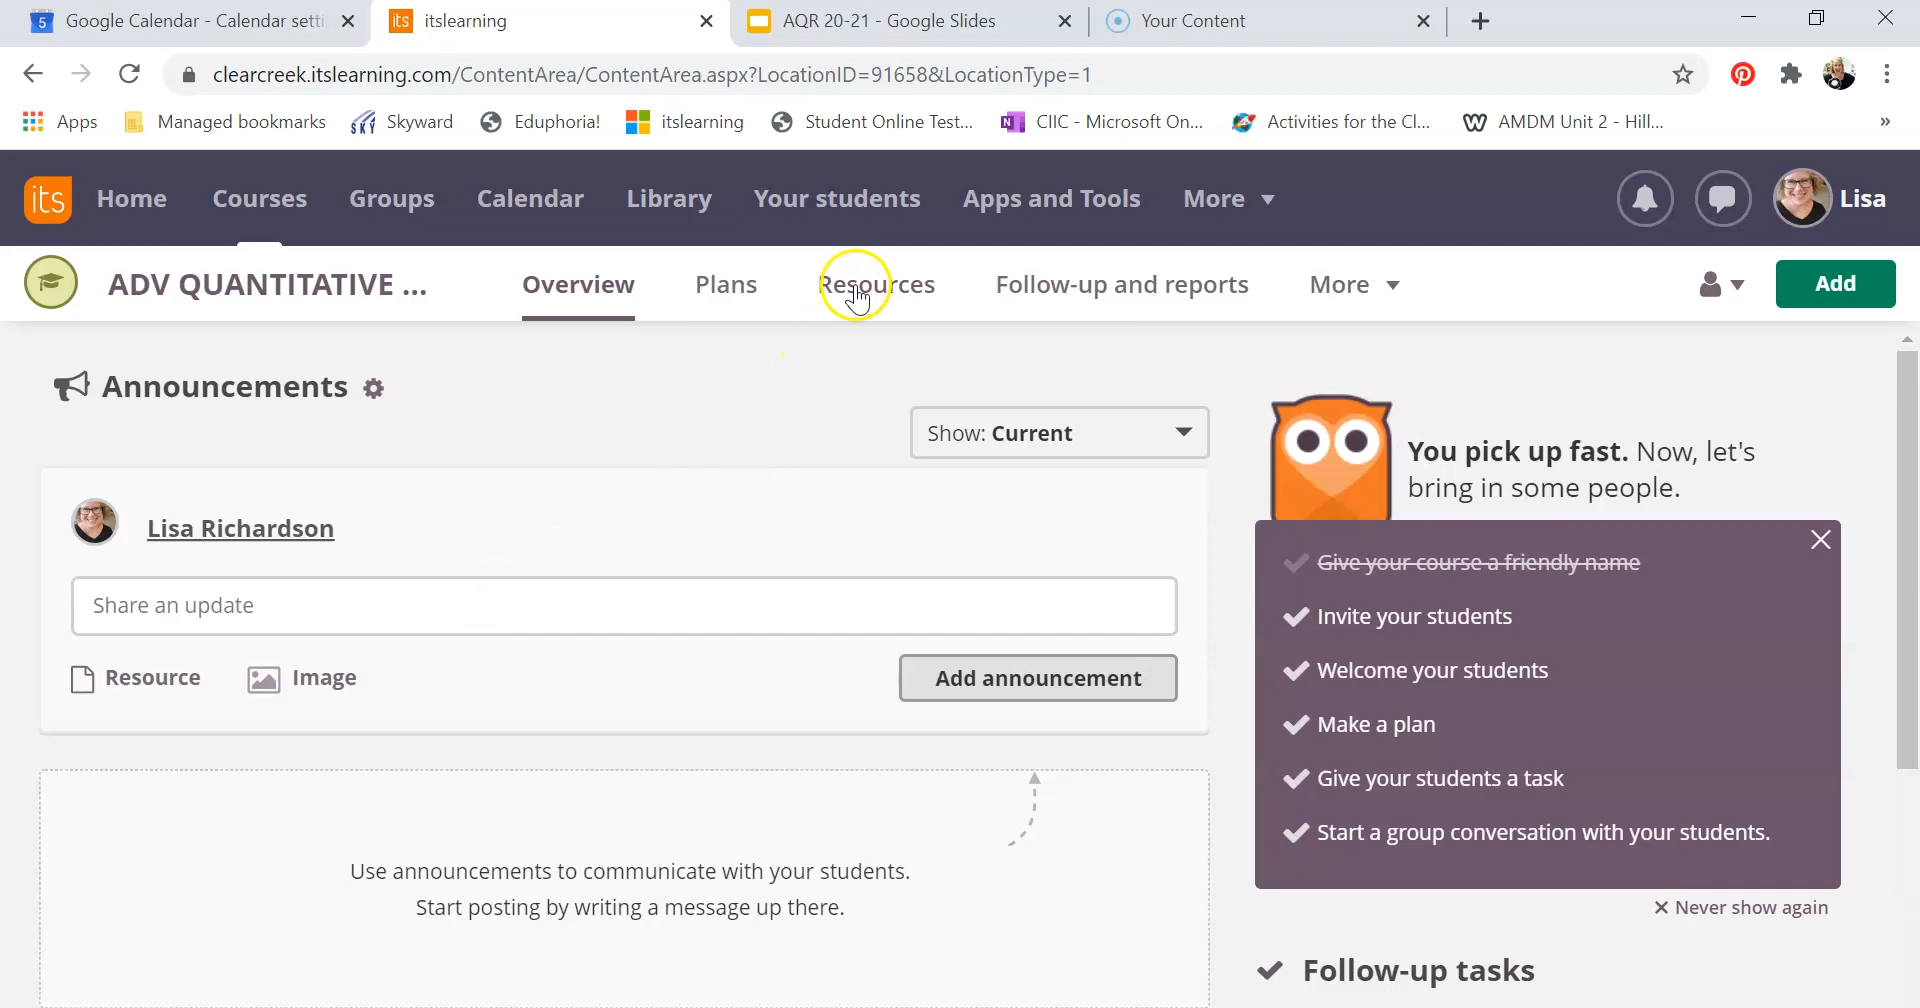 5 Google Calendar - Calendar setti
its itslearning
AQR 20-21 - Google Slides
Your Content
clearcreek.itslearning.com/ContentArea/ContentArea.aspx?LocationID=91658&LocationType=1
Apps
Managed bookmarks
SKY Skyward
Eduphoria!
itslearning
Student Online Test...
N CIIC - Microsoft On...
Activities for the Cl...
W AMDM Unit 2 - Hill...
»
its Home Courses Groups Calendar Library Your students Apps and Tools More Lisa
ADV QUANTITATIVE ... Overview Plans Resources Follow-up and reports More Add
Announcements
Show: Current
Lisa Richardson
Share an update
Resource Image Add announcement
Use announcements to communicate with your students.
Start posting by writing a message up there.
You pick up fast. Now, let's
bring in some people.
Give your course a friendly name
Invite your students
Welcome your students
Make a plan
Give your students a task
Start a group conversation with your students.
Never show again
Follow-up tasks